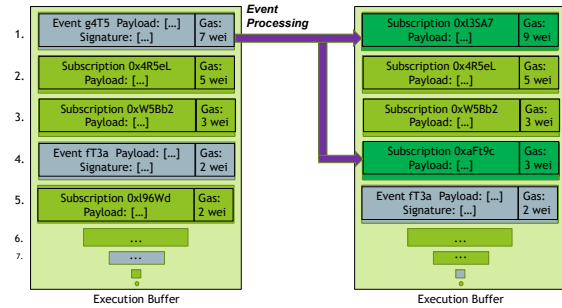 Event
Processing
1.
Event g4T5 Payload: […]
Signature: […]
Gas:
7 wei
2.
Subscription 0x4R5eL
Payload: […]
Gas:
5 wei
3.
Subscription 0xW5Bb2
Payload: […]
Gas:
3 wei
4.
Event fT3a Payload: […]
Signature: […]
Gas:
2 wei
5.
Subscription 0xl96Wd
Payload: […]
Gas:
2 wei
6.
...
7.
...
Execution Buffer
Subscription 0xl3SA7
Payload: […]
Gas:
9 wei
Subscription 0x4R5eL
Payload: […]
Gas:
5 wei
Subscription 0xW5Bb2
Payload: […]
Gas:
3 wei
Subscription 0xaFt9c
Payload: […]
Gas:
3 wei
Event fT3a Payload: […]
Signature: […]
Gas:
2 wei
...
...
Execution Buffer